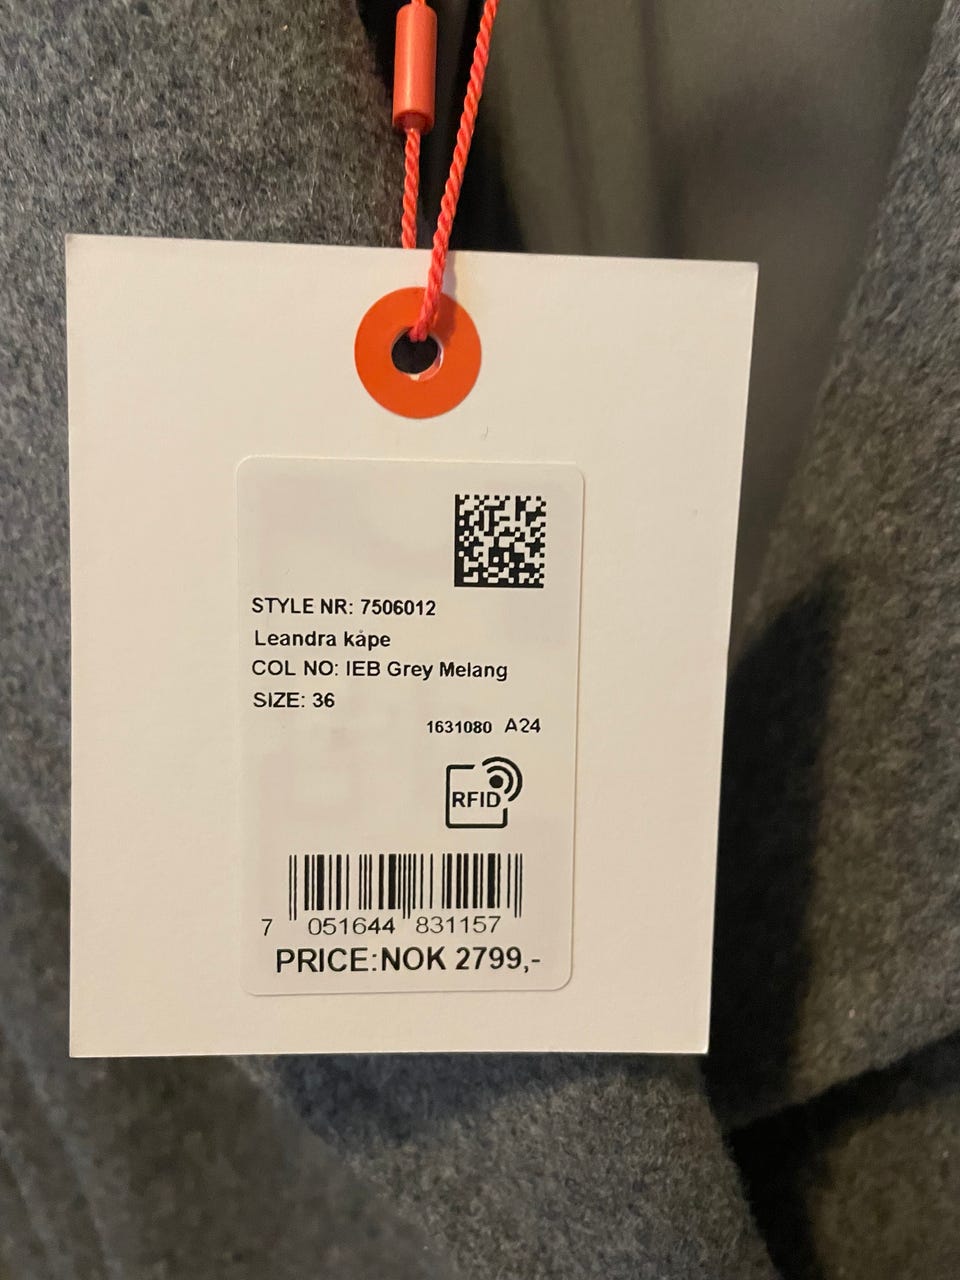 STYLE NR: 7506012
Leandra kåpe
COL NO: IEB Grey Melang
SIZE: 36
1631080 A24
RFID
7 051644 831157
PRICE:NOK 2799,-